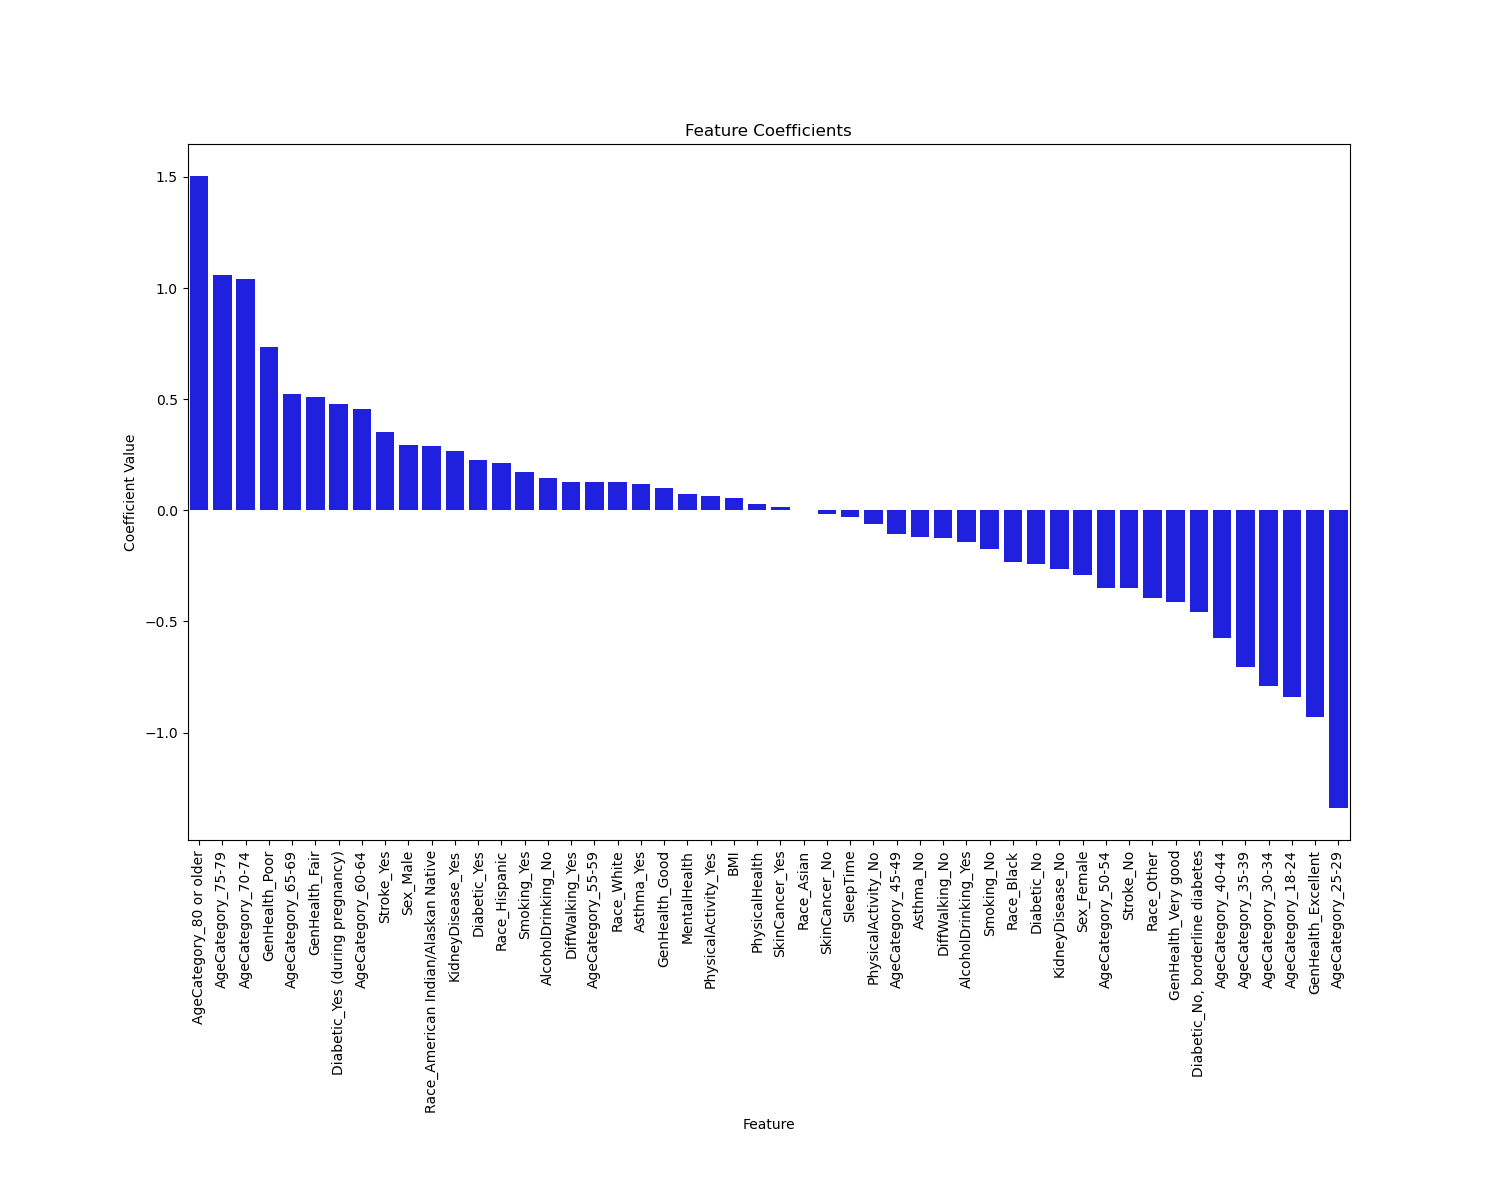 Feature Coefficients
Coefficient Value
1.5
1.0
0.5
0.0
−0.5
−1.0
AgeCategory_80 or older
AgeCategory_75-79
AgeCategory_70-74
GenHealth_Poor
AgeCategory_65-69
GenHealth_Fair
Diabetic_Yes (during pregnancy)
AgeCategory_60-64
Stroke_Yes
Sex_Male
Race_American Indian/Alaskan Native
KidneyDisease_Yes
Diabetic_Yes
Race_Hispanic
Smoking_Yes
AlcoholDrinking_No
DiffWalking_Yes
AgeCategory_55-59
Race_White
Asthma_Yes
GenHealth_Good
MentalHealth
PhysicalActivity_Yes
BMI
PhysicalHealth
SkinCancer_Yes
Race_Asian
SkinCancer_No
SleepTime
PhysicalActivity_No
AgeCategory_45-49
Asthma_No
DiffWalking_No
AlcoholDrinking_Yes
Smoking_No
Race_Black
Diabetic_No
KidneyDisease_No
Sex_Female
AgeCategory_50-54
Stroke_No
Race_Other
GenHealth_Very good
Diabetic_No, borderline diabetes
AgeCategory_40-44
AgeCategory_35-39
AgeCategory_30-34
AgeCategory_18-24
GenHealth_Excellent
AgeCategory_25-29
Feature